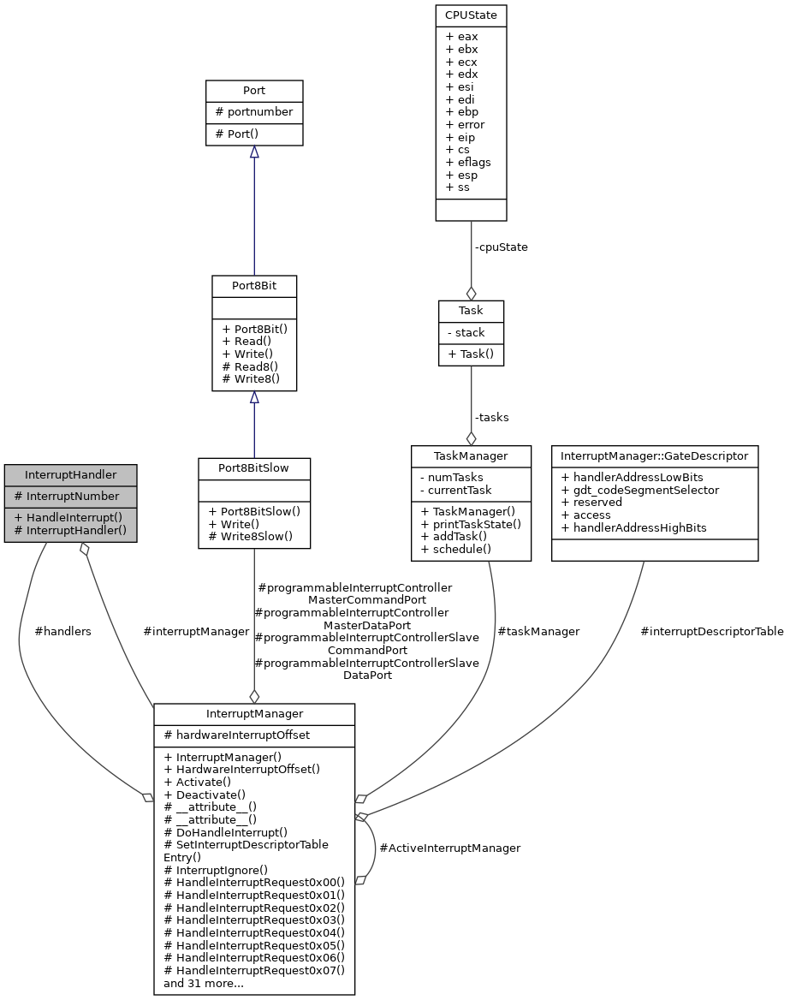 CPUState
+ eax
+ ebx
+ ecx
+ edx
+ esi
+ edi
+ ebp
+ error
+ eip
+ cs
+ eflags
+ esp
+ ss
Port
# portnumber
# Port()
-cpuState
Port8Bit
+ Port8Bit()
+ Read()
+ Write()
# Read8()
# Write8()
Task
- stack
+ Task()
-tasks
InterruptHandler
# InterruptNumber
+ HandleInterrupt()
# InterruptHandler()
Port8BitSlow
+ Port8BitSlow()
+ Write()
# Write8Slow()
TaskManager
- numTasks
- currentTask
+ TaskManager()
+ printTaskState()
+ addTask()
+ schedule()
InterruptManager::GateDescriptor
+ handlerAddressLowBits
+ gdt_codeSegmentSelector
+ reserved
+ access
+ handlerAddressHighBits
#handlers
#interruptManager
#programmableInterruptController
MasterCommandPort
#programmableInterruptController
MasterDataPort
#programmableInterruptControllerSlave
CommandPort
#programmableInterruptControllerSlave
DataPort
#taskManager
#interruptDescriptorTable
InterruptManager
# hardwareInterruptOffset
+ InterruptManager()
+ HardwareInterruptOffset()
+ Activate()
+ Deactivate()
# __attribute__()
# __attribute__()
# DoHandleInterrupt()
# SetInterruptDescriptorTable
Entry()
# InterruptIgnore()
# HandleInterruptRequest0x00()
# HandleInterruptRequest0x01()
# HandleInterruptRequest0x02()
# HandleInterruptRequest0x03()
# HandleInterruptRequest0x04()
# HandleInterruptRequest0x05()
# HandleInterruptRequest0x06()
# HandleInterruptRequest0x07()
and 31 more...
#ActiveInterruptManager